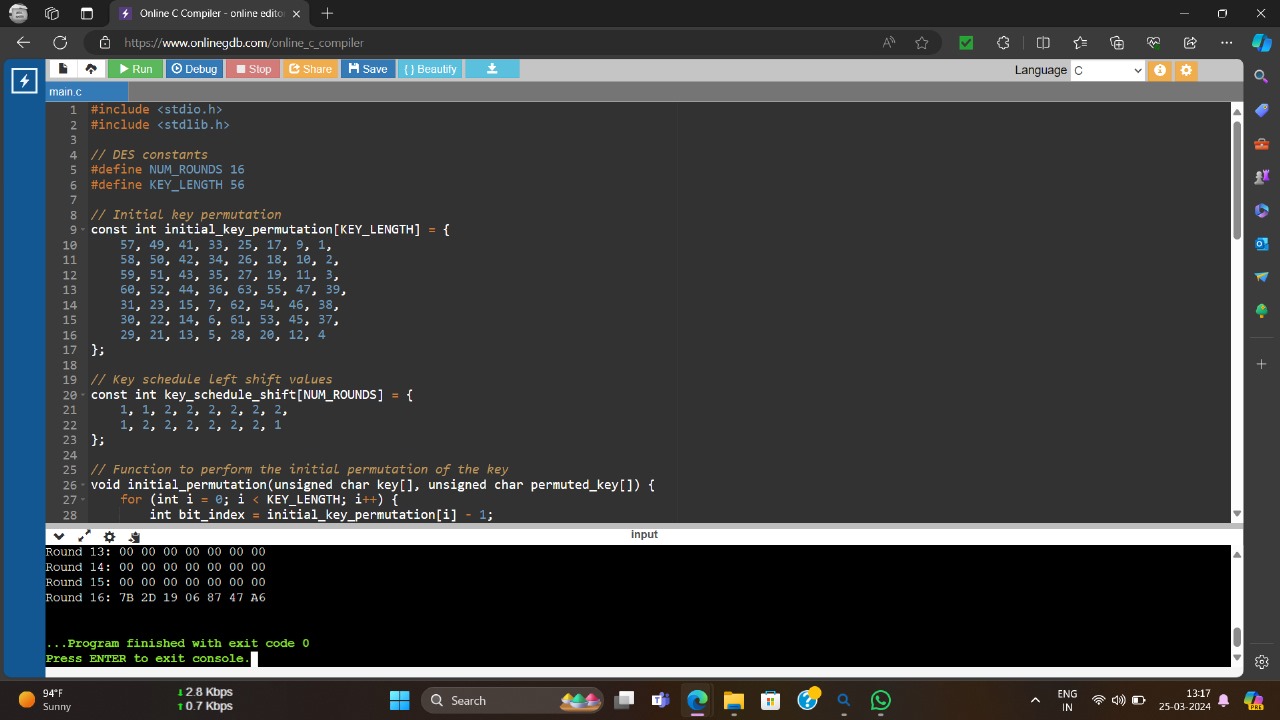 Online C Compiler - online edito
https://www.onlinegdb.com/online_c_compiler
Run Debug Stop Share Save { } Beautify Language C
main.c
1 #include <stdio.h>
2 #include <stdlib.h>
3
4 // DES constants
5 #define NUM_ROUNDS 16
6 #define KEY_LENGTH 56
7
8 // Initial key permutation
9 const int initial_key_permutation[KEY_LENGTH] = {
10 57, 49, 41, 33, 25, 17, 9, 1,
11 58, 50, 42, 34, 26, 18, 10, 2,
12 59, 51, 43, 35, 27, 19, 11, 3,
13 60, 52, 44, 36, 63, 55, 47, 39,
14 31, 23, 15, 7, 62, 54, 46, 38,
15 30, 22, 14, 6, 61, 53, 45, 37,
16 29, 21, 13, 5, 28, 20, 12, 4
17 };
18
19 // Key schedule left shift values
20 const int key_schedule_shift[NUM_ROUNDS] = {
21 1, 1, 2, 2, 2, 2, 2, 2,
22 1, 2, 2, 2, 2, 2, 2, 1
23 };
24
25 // Function to perform the initial permutation of the key
26 void initial_permutation(unsigned char key[], unsigned char permuted_key[]) {
27 for (int i = 0; i < KEY_LENGTH; i++) {
28 int bit_index = initial_key_permutation[i] - 1;
input
Round 13: 00 00 00 00 00 00 00
Round 14: 00 00 00 00 00 00 00
Round 15: 00 00 00 00 00 00 00
Round 16: 7B 2D 19 06 87 47 A6
...Program finished with exit code 0
Press ENTER to exit console.
94°F
Sunny
2.8 Kbps
0.7 Kbps
Search
ENG
IN
13:17
25-03-2024